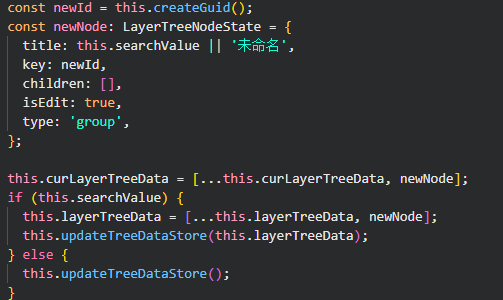 const newId = this.createGuid();
const newNode: LayerTreeNodeState = {
  title: this.searchValue || '未命名',
  key: newId,
  children: [],
  isEdit: true,
  type: 'group',
};

this.curLayerTreeData = [...this.curLayerTreeData, newNode];
if (this.searchValue) {
  this.layerTreeData = [...this.layerTreeData, newNode];
  this.updateTreeDataStore(this.layerTreeData);
} else {
  this.updateTreeDataStore();
}